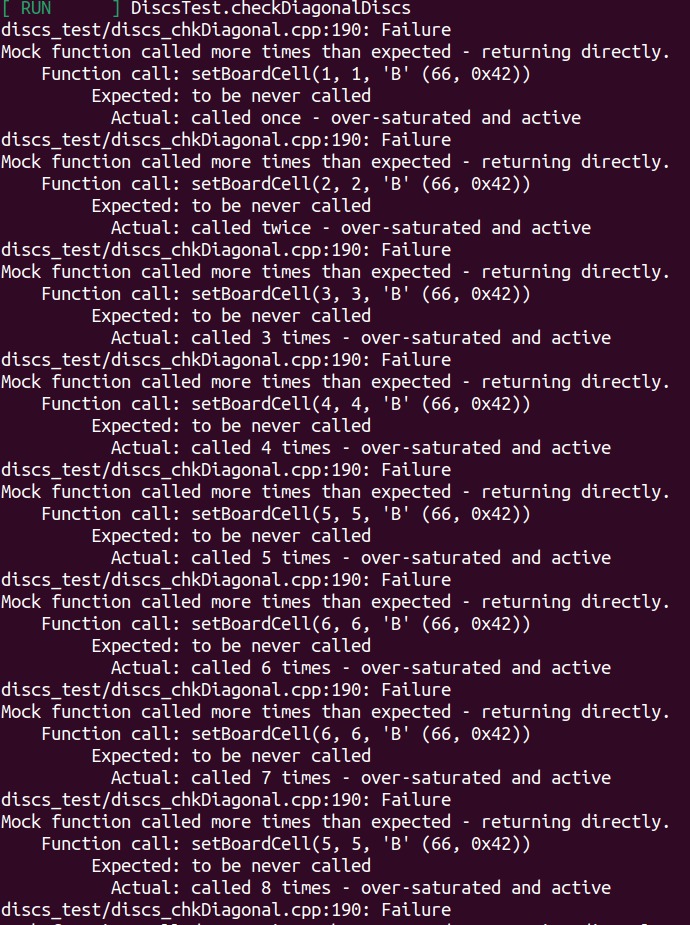 [ RUN      ] DiscsTest.checkDiagonalDiscs
discs_test/discs_chkDiagonal.cpp:190: Failure
Mock function called more times than expected - returning directly.
    Function call: setBoardCell(1, 1, 'B' (66, 0x42))
         Expected: to be never called
           Actual: called once - over-saturated and active
discs_test/discs_chkDiagonal.cpp:190: Failure
Mock function called more times than expected - returning directly.
    Function call: setBoardCell(2, 2, 'B' (66, 0x42))
         Expected: to be never called
           Actual: called twice - over-saturated and active
discs_test/discs_chkDiagonal.cpp:190: Failure
Mock function called more times than expected - returning directly.
    Function call: setBoardCell(3, 3, 'B' (66, 0x42))
         Expected: to be never called
           Actual: called 3 times - over-saturated and active
discs_test/discs_chkDiagonal.cpp:190: Failure
Mock function called more times than expected - returning directly.
    Function call: setBoardCell(4, 4, 'B' (66, 0x42))
         Expected: to be never called
           Actual: called 4 times - over-saturated and active
discs_test/discs_chkDiagonal.cpp:190: Failure
Mock function called more times than expected - returning directly.
    Function call: setBoardCell(5, 5, 'B' (66, 0x42))
         Expected: to be never called
           Actual: called 5 times - over-saturated and active
discs_test/discs_chkDiagonal.cpp:190: Failure
Mock function called more times than expected - returning directly.
    Function call: setBoardCell(6, 6, 'B' (66, 0x42))
         Expected: to be never called
           Actual: called 6 times - over-saturated and active
discs_test/discs_chkDiagonal.cpp:190: Failure
Mock function called more times than expected - returning directly.
    Function call: setBoardCell(6, 6, 'B' (66, 0x42))
         Expected: to be never called
           Actual: called 7 times - over-saturated and active
discs_test/discs_chkDiagonal.cpp:190: Failure
Mock function called more times than expected - returning directly.
    Function call: setBoardCell(5, 5, 'B' (66, 0x42))
         Expected: to be never called
           Actual: called 8 times - over-saturated and active
discs_test/discs_chkDiagonal.cpp:190: Failure